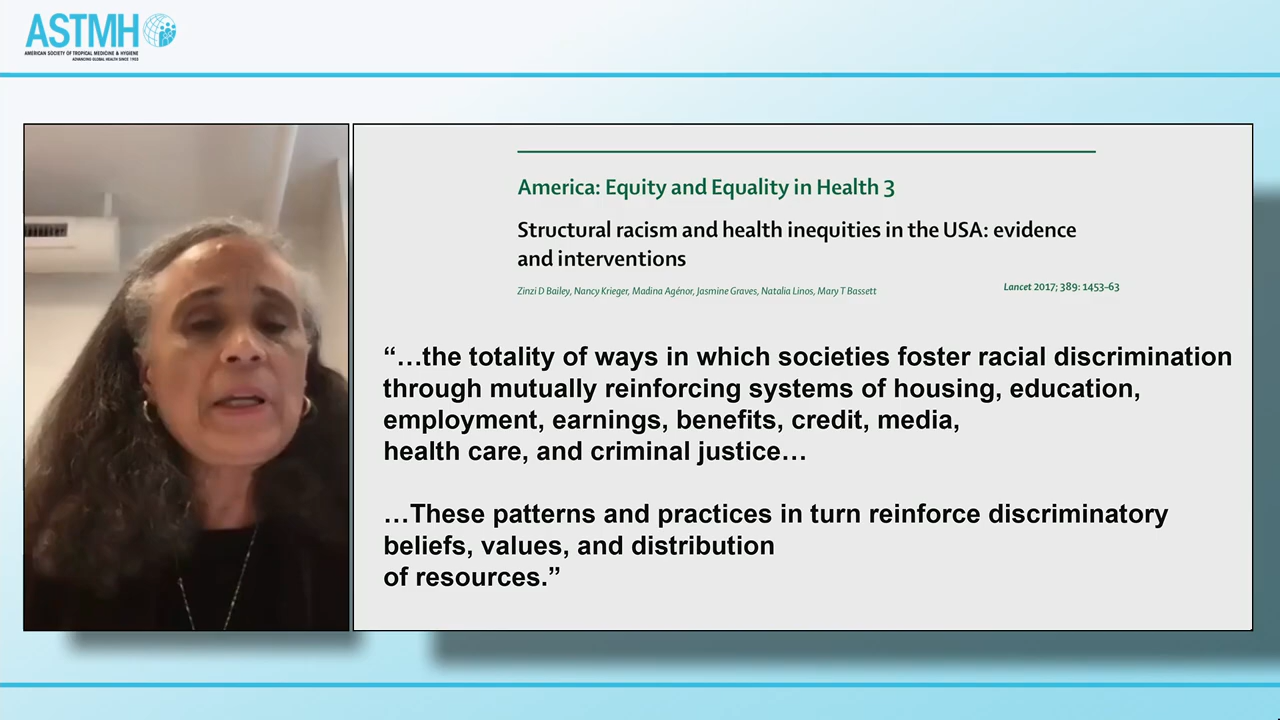 ASTMH
AMERICAN SOCIETY OF TROPICAL MEDICINE & HYGIENE
ADVANCING GLOBAL HEALTH SINCE 1903
America: Equity and Equality in Health 3
Structural racism and health inequities in the USA: evidence
and interventions
Zinzi D Bailey, Nancy Krieger, Madina Agénor, Jasmine Graves, Natalia Linos, Mary T Bassett
Lancet 2017; 389: 1453-63
“…the totality of ways in which societies foster racial discrimination
through mutually reinforcing systems of housing, education,
employment, earnings, benefits, credit, media,
health care, and criminal justice…
…These patterns and practices in turn reinforce discriminatory
beliefs, values, and distribution
of resources.”